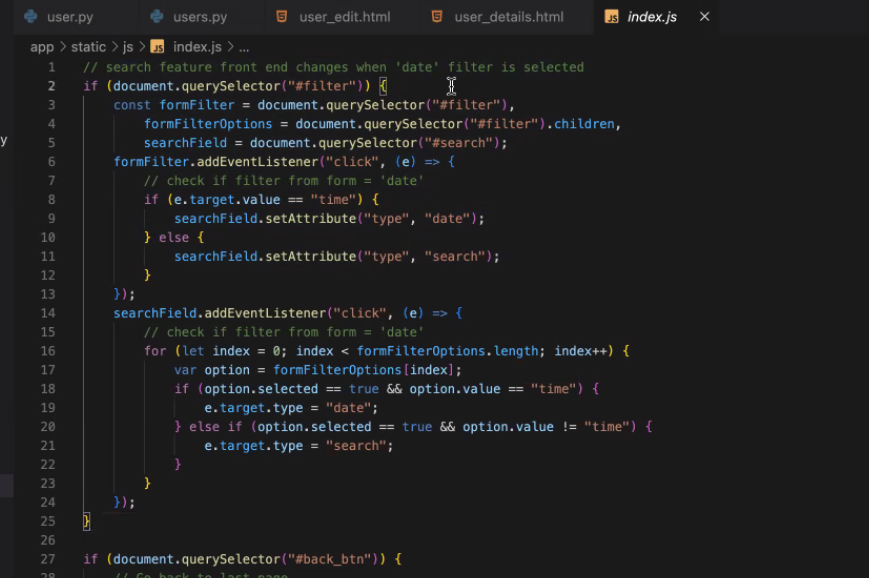 user.py users.py user_edit.html user_details.html JS index.js
app > static > js > JS index.js > ...
y
1 // search feature front end changes when 'date' filter is selected
2 if (document.querySelector("#filter")) {
3 const formFilter = document.querySelector("#filter"),
4 formFilterOptions = document.querySelector("#filter").children,
5 searchField = document.querySelector("#search");
6 formFilter.addEventListener("click", (e) => {
7 // check if filter from form = 'date'
8 if (e.target.value == "time") {
9 searchField.setAttribute("type", "date");
10 } else {
11 searchField.setAttribute("type", "search");
12 }
13 });
14 searchField.addEventListener("click", (e) => {
15 // check if filter from form = 'date'
16 for (let index = 0; index < formFilterOptions.length; index++) {
17 var option = formFilterOptions[index];
18 if (option.selected == true && option.value == "time") {
19 e.target.type = "date";
20 } else if (option.selected == true && option.value != "time") {
21 e.target.type = "search";
22 }
23 }
24 });
25 }
26
27 if (document.querySelector("#back_btn")) {
28 // Go back to last page